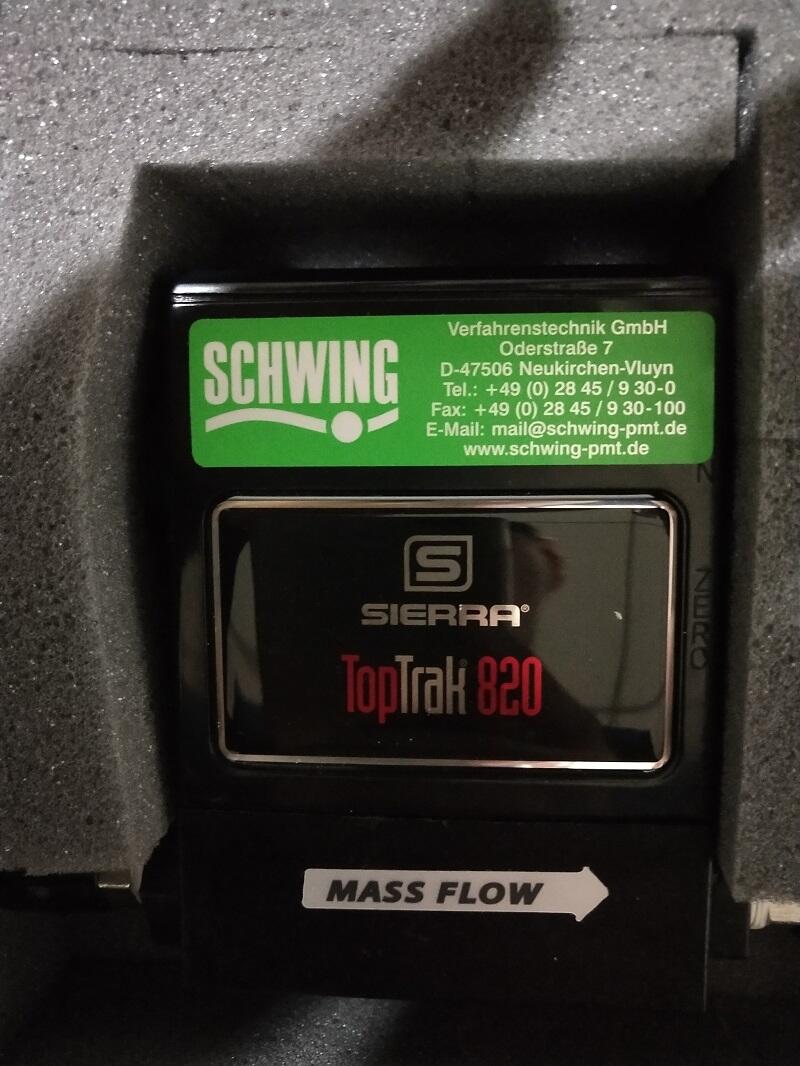 SCHWING
Verfahrenstechnik GmbH
Oderstraße 7
D-47506 Neukirchen-Vluyn
Tel.: +49 (0) 28 45 / 9 30-0
Fax: +49 (0) 28 45 / 9 30-100
E-Mail: mail@schwing-pmt.de
www.schwing-pmt.de
S
SIERRA®
TopTrak® 820
ZERO
MASS FLOW